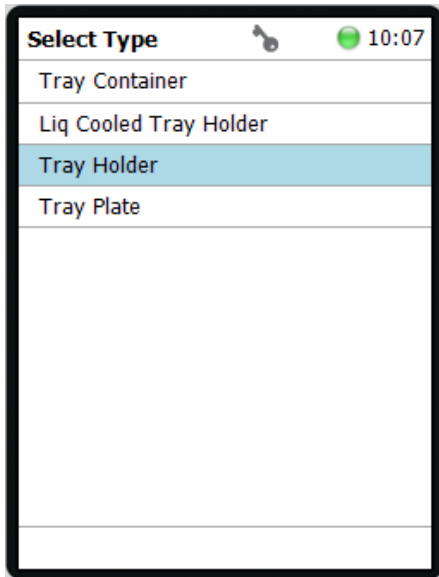 Select Type 10:07
Tray Container
Liq Cooled Tray Holder
Tray Holder
Tray Plate